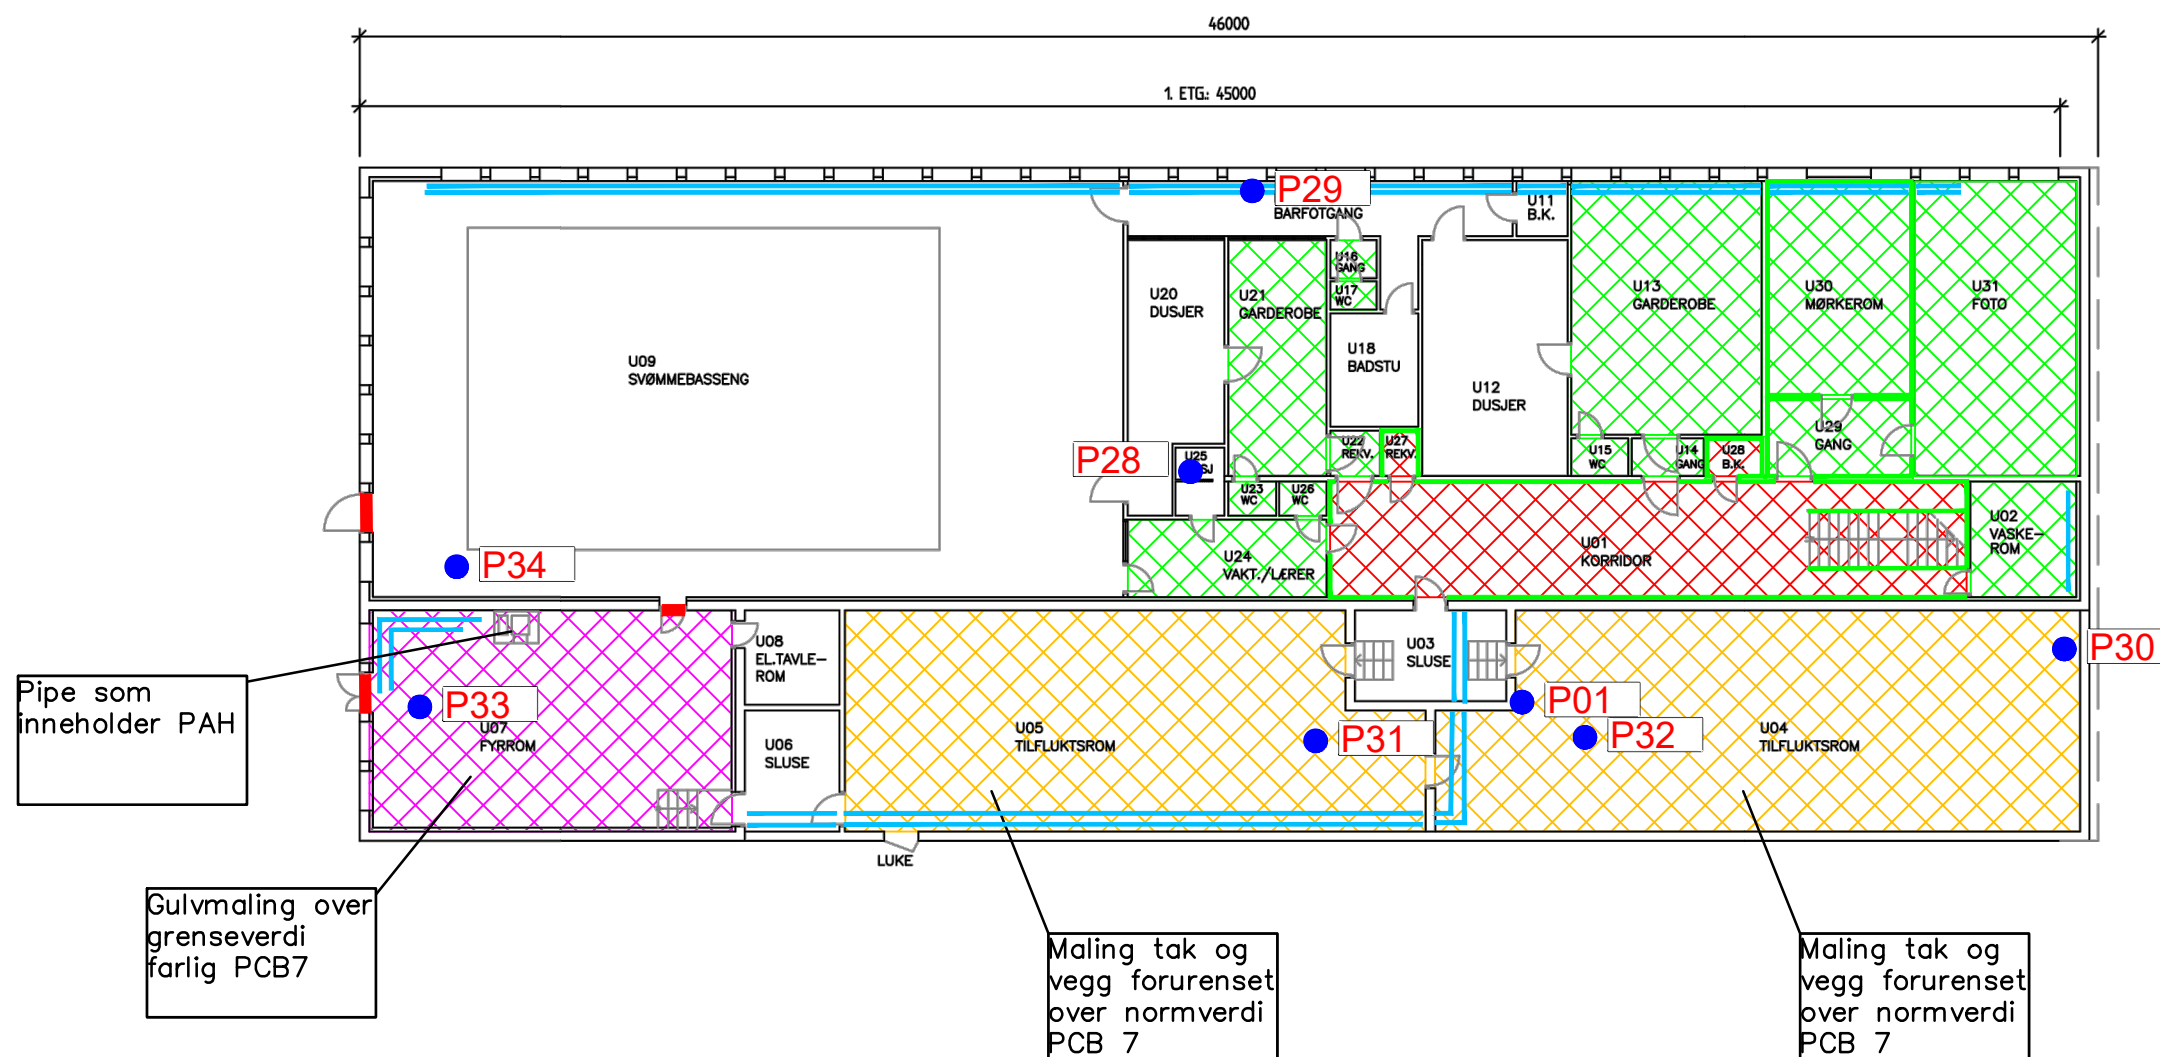 46000
1. ETG.: 45000
P29
BARFOTGANG
U11
B.K.
U16
GANG
U17
WC
U20
DUSJER
U21
GARDEROBE
U13
GARDEROBE
U30
MØRKEROM
U31
FOTO
U09
SVØMMEBASSENG
U18
BADSTU
U12
DUSJER
U29
GANG
P28
U25
U22
REKV.
U27
REKV.
U15
WC
U14
GANG
U28
B.K.
U23
WC
U26
WC
U02
VASKE-
ROM
P34
U24
VAKT./LÆRER
U01
KORRIDOR
U08
EL.TAVLE-
ROM
U03
SLUSE
P30
Pipe som
inneholder PAH
P33
U07
FYRROM
U06
SLUSE
U05
TILFLUKTSROM
P31
P01
P32
U04
TILFLUKTSROM
LUKE
Gulvmaling over
grenseverdi
farlig PCB7
Maling tak og
vegg forurenset
over normverdi
PCB 7
Maling tak og
vegg forurenset
over normverdi
PCB 7